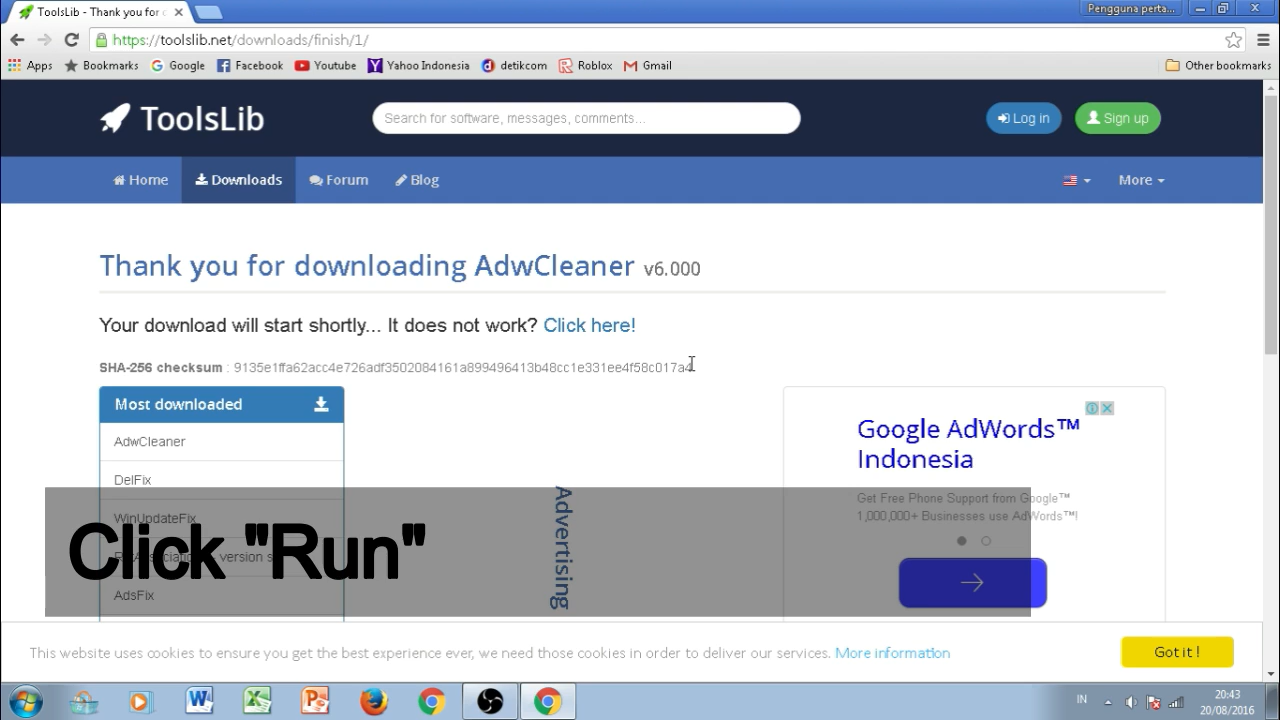 ToolsLib - Thank you for d
Pengguna perta...
https://toolslib.net/downloads/finish/1/
Apps Bookmarks Google Facebook Youtube Yahoo Indonesia detikcom Roblox Gmail Other bookmarks
ToolsLib
Search for software, messages, comments...
Log in
Sign up
Home Downloads Forum Blog More
Thank you for downloading AdwCleaner v6.000
Your download will start shortly... It does not work? Click here!
SHA-256 checksum : 9135e1ffa62acc4e726adf3502084161a899496413b48cc1e331ee4f58c017a4
Most downloaded
AdwCleaner
DelFix
WinUpdateFix
version
AdsFix
Click "Run"
Advertising
Google AdWords™
Indonesia
Get Free Phone Support from Google™
1,000,000+ Businesses use AdWords™!
This website uses cookies to ensure you get the best experience ever, we need those cookies in order to deliver our services. More information
Got it !
IN
20:43
20/08/2016